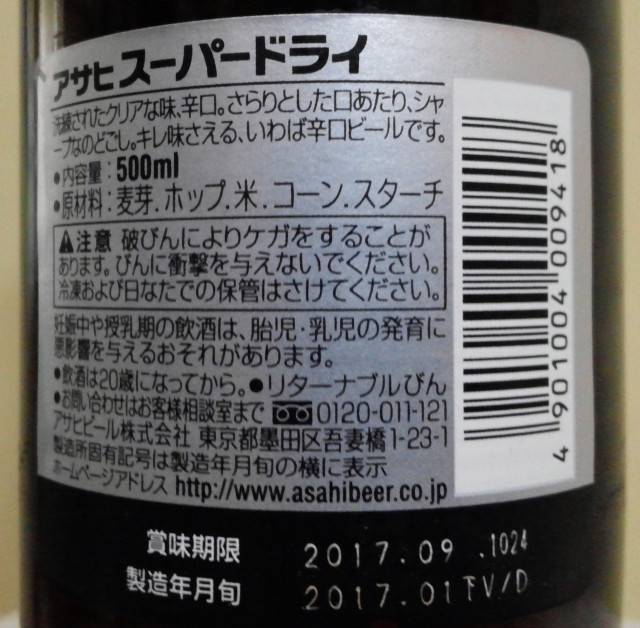 アサヒスーパードライ
洗練されたクリアな味、辛口。さらりとした口あたり、シャ
ープなのどごし。キレ味さえる、いわば辛口ビールです。
●内容量：500ml
●原材料：麦芽.ホップ.米.コーン.スターチ
注意 破びんによりケガをすることが
あります。びんに衝撃を与えないでください。
冷凍および日なたでの保管はさけてください。
妊娠中や授乳期の飲酒は、胎児・乳児の発育に
悪影響を与えるおそれがあります。
●飲酒は20歳になってから。●リターナブルびん
●お問い合わせはお客様相談室まで 0120-011-121
アサヒビール株式会社 東京都墨田区吾妻橋1-23-1
製造所固有記号は製造年月旬の横に表示
ホームページアドレス http://www.asahibeer.co.jp
4 901004 009418
賞味期限 2017.09 .1024
製造年月旬 2017.01下V/D